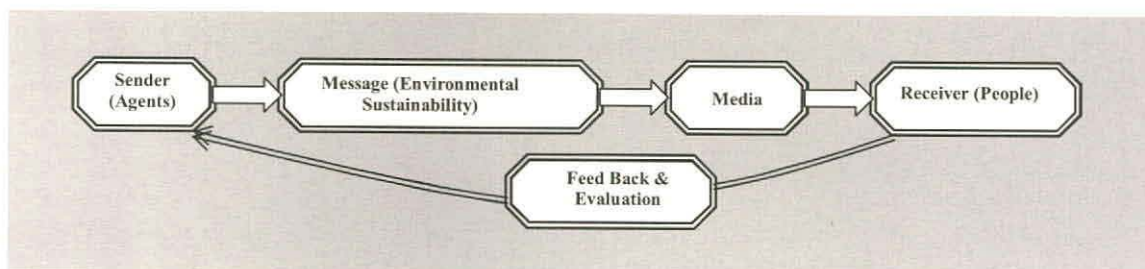 Sender
(Agents)
Message (Environmental
Sustainability)
Media
Receiver (People)
Feed Back &
Evaluation